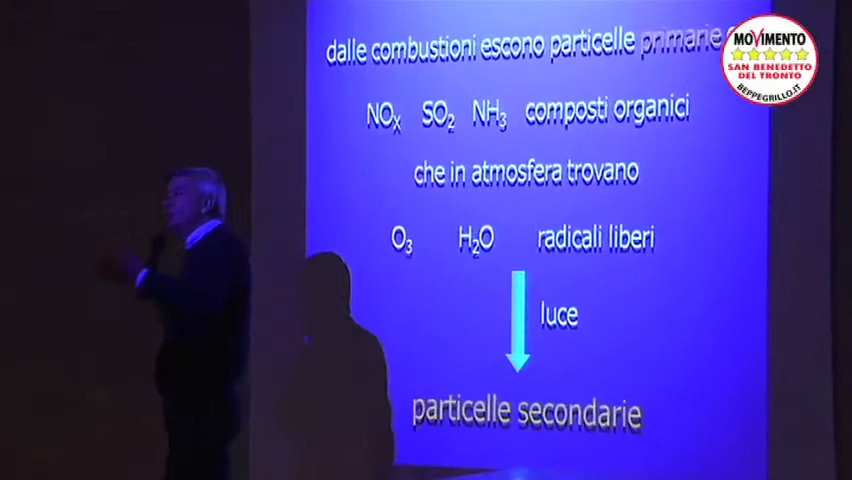 dalle combustioni escono particelle primarie
NOx SO2 NH3 composti organici
che in atmosfera trovano
O3 H2O radicali liberi
luce
particelle secondarie
MOVIMENTO
SAN BENEDETTO
DEL TRONTO
BEPPEGRILLO.IT